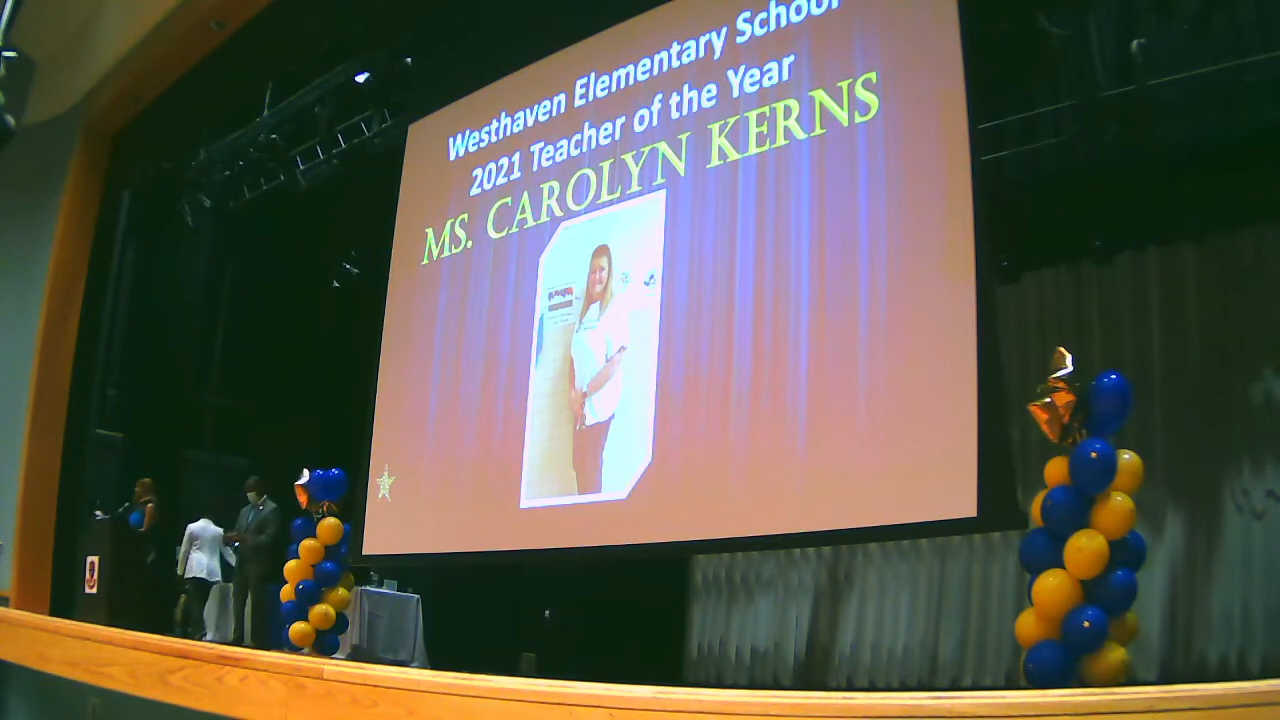 Westhaven Elementary School
2021 Teacher of the Year
MS. CAROLYN KERNS